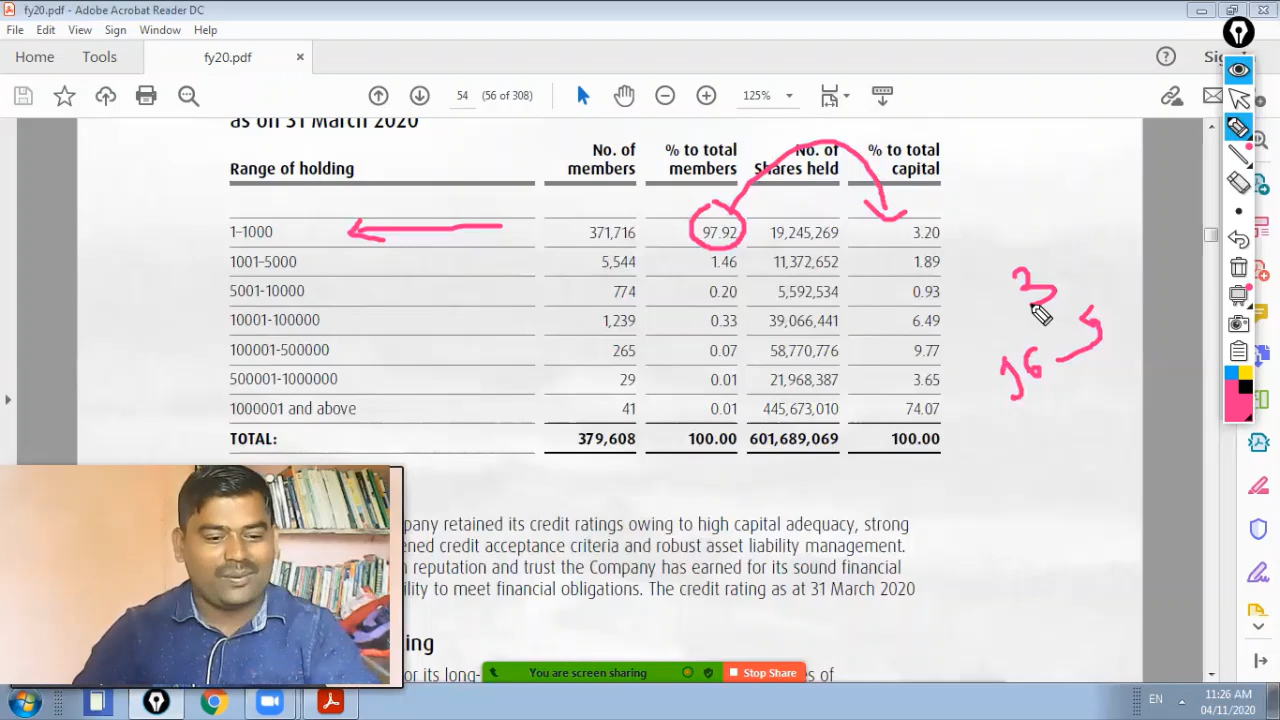 fy20.pdf - Adobe Acrobat Reader DC
File Edit View Sign Window Help
Home Tools fy20.pdf ×
54 (56 of 308) 125%
as on 31 March 2020
Range of holding No. of members % to total members No. of Shares held % to total capital
1–1000 371,716 97.92 19,245,269 3.20
1001–5000 5,544 1.46 11,372,652 1.89
5001-10000 774 0.20 5,592,534 0.93
10001-100000 1,239 0.33 39,066,441 6.49
100001-500000 265 0.07 58,770,776 9.77
500001-1000000 29 0.01 21,968,387 3.65
1000001 and above 41 0.01 445,673,010 74.07
TOTAL: 379,608 100.00 601,689,069 100.00
3
96
pany retained its credit ratings owing to high capital adequacy, strong
ened credit acceptance criteria and robust asset liability management.
reputation and trust the Company has earned for its sound financial
ility to meet financial obligations. The credit rating as at 31 March 2020
ing
or its long-
You are screen sharing Stop Share
es of
EN 11:26 AM
04/11/2020